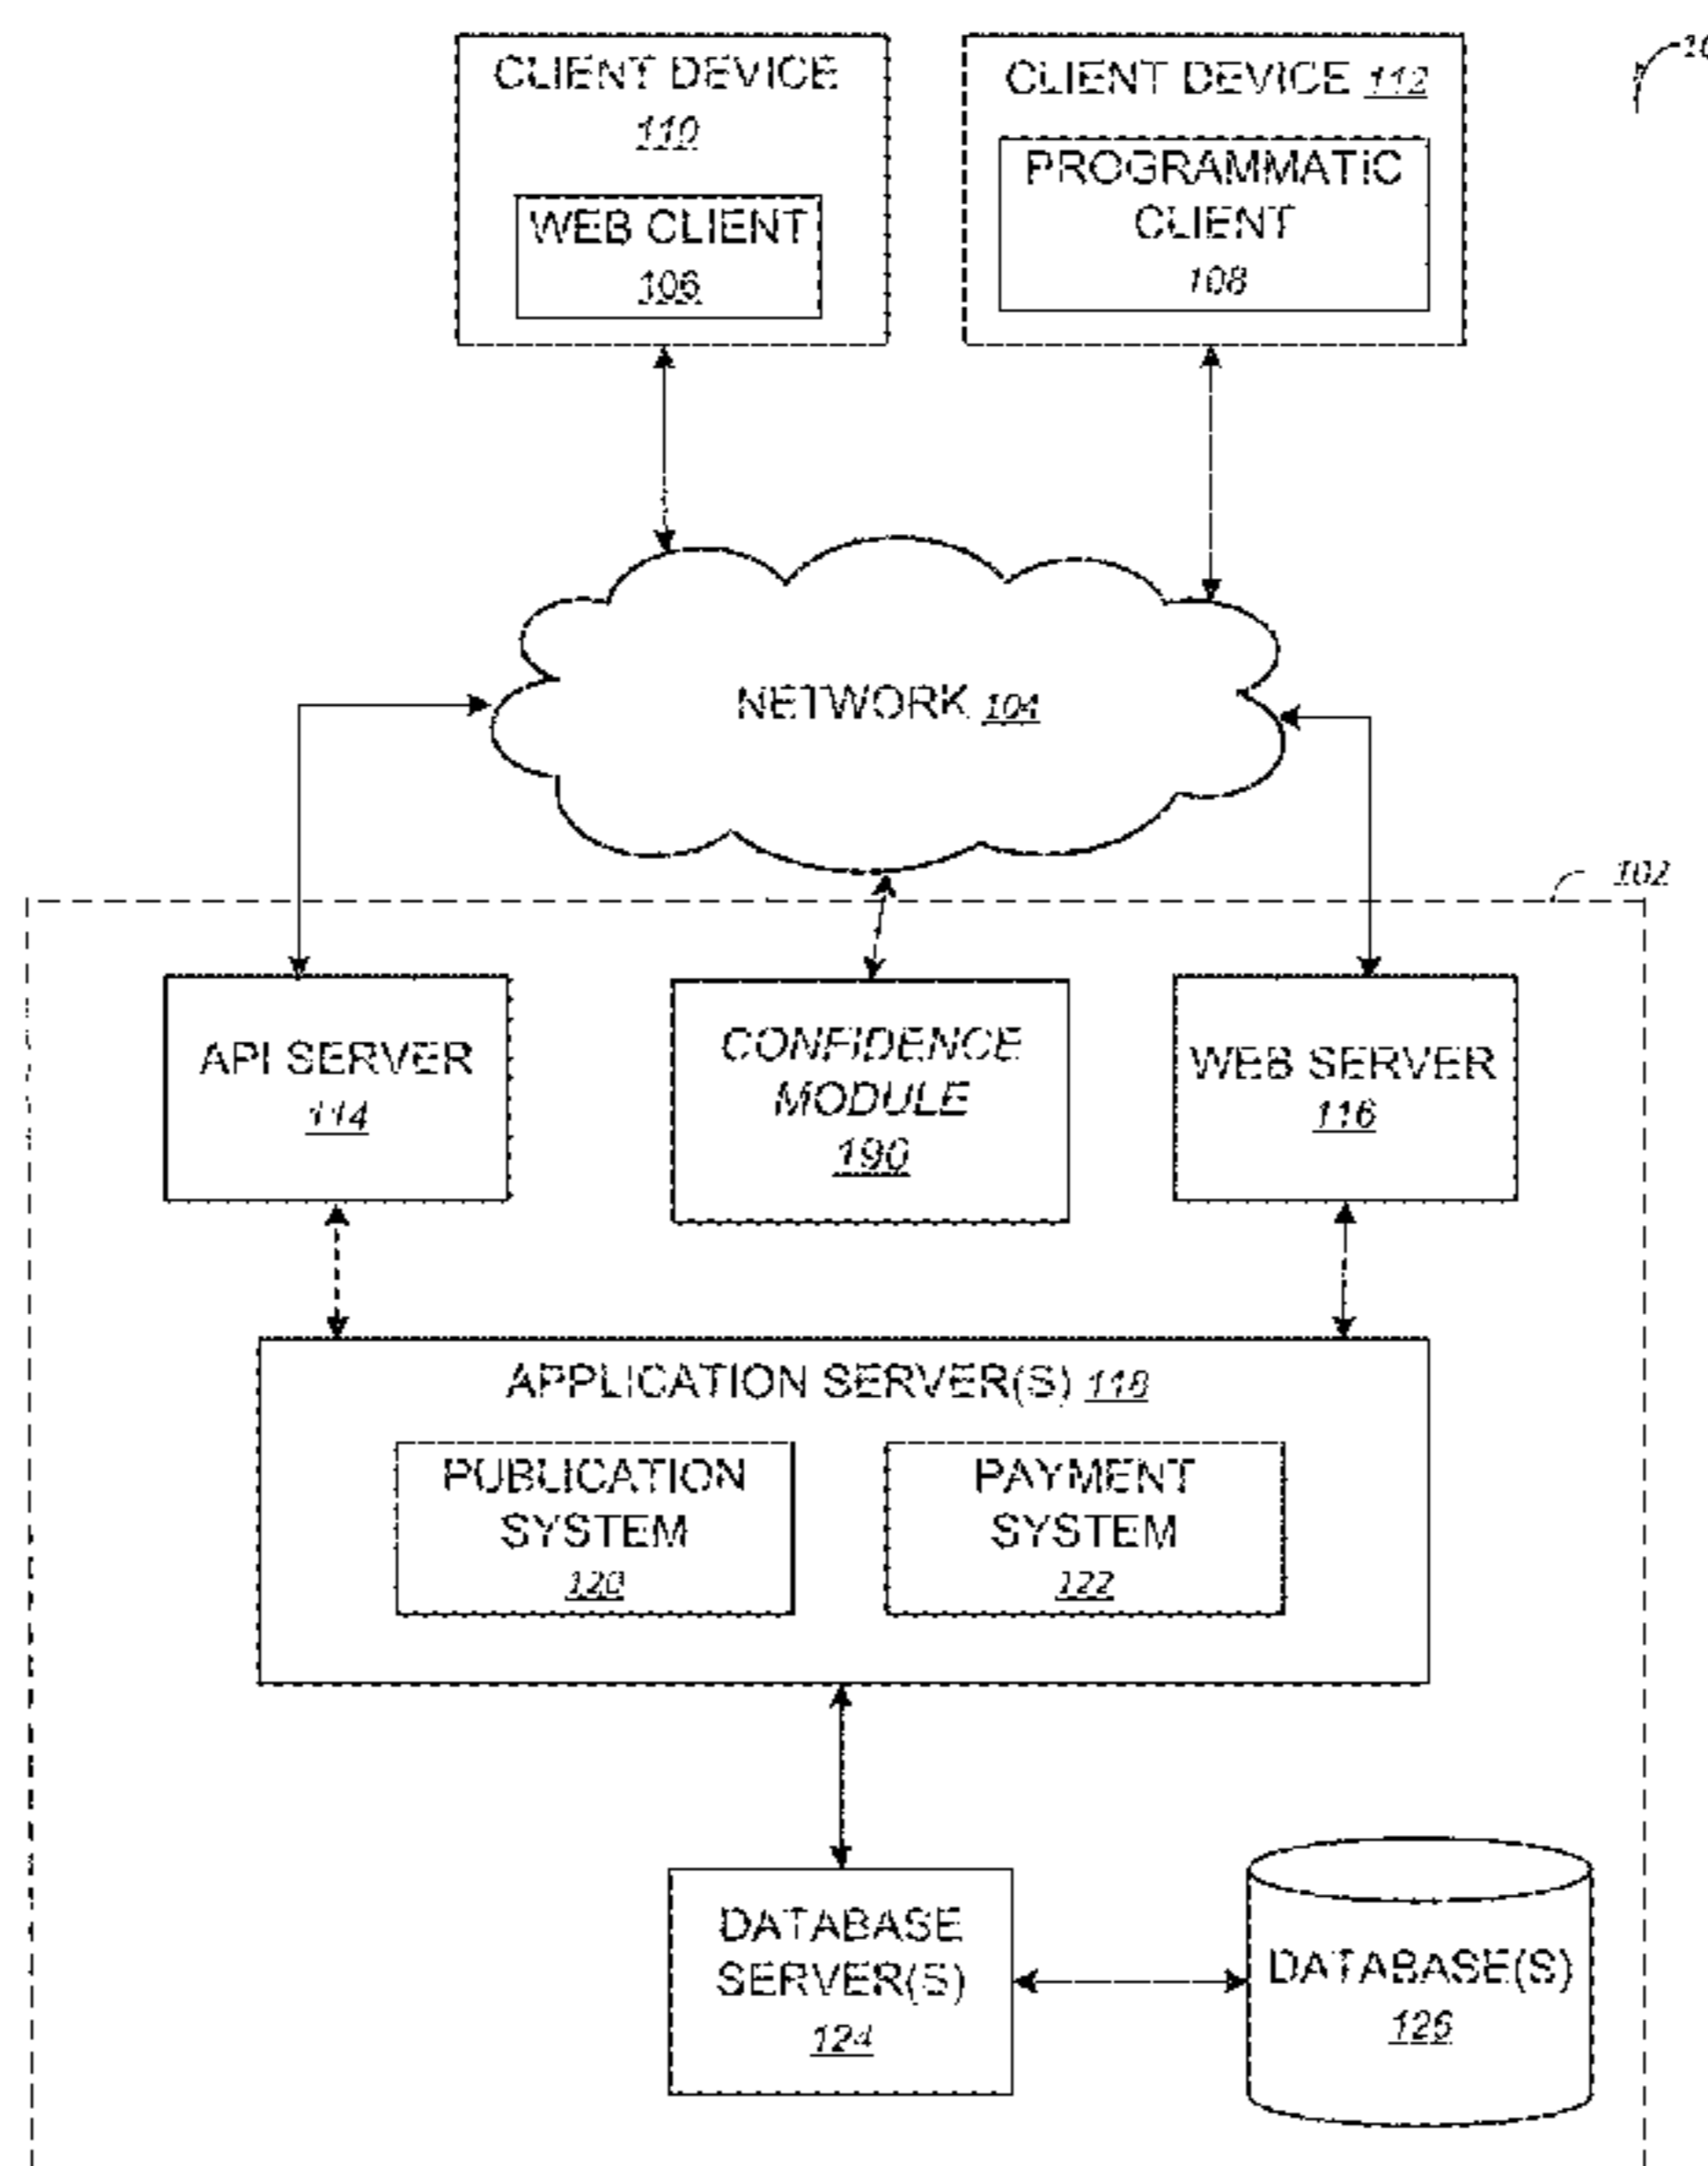 CLIENT DEVICE
110
WEB CLIENT
106
CLIENT DEVICE 112
PROGRAMMATIC
CLIENT
108
NETWORK 104
102
API SERVER
114
CONFIDENCE
MODULE
190
WEB SERVER
116
APPLICATION SERVER(S) 118
PUBLICATION
SYSTEM
120
PAYMENT
SYSTEM
122
DATABASE
SERVER(S)
124
DATABASE(S)
126